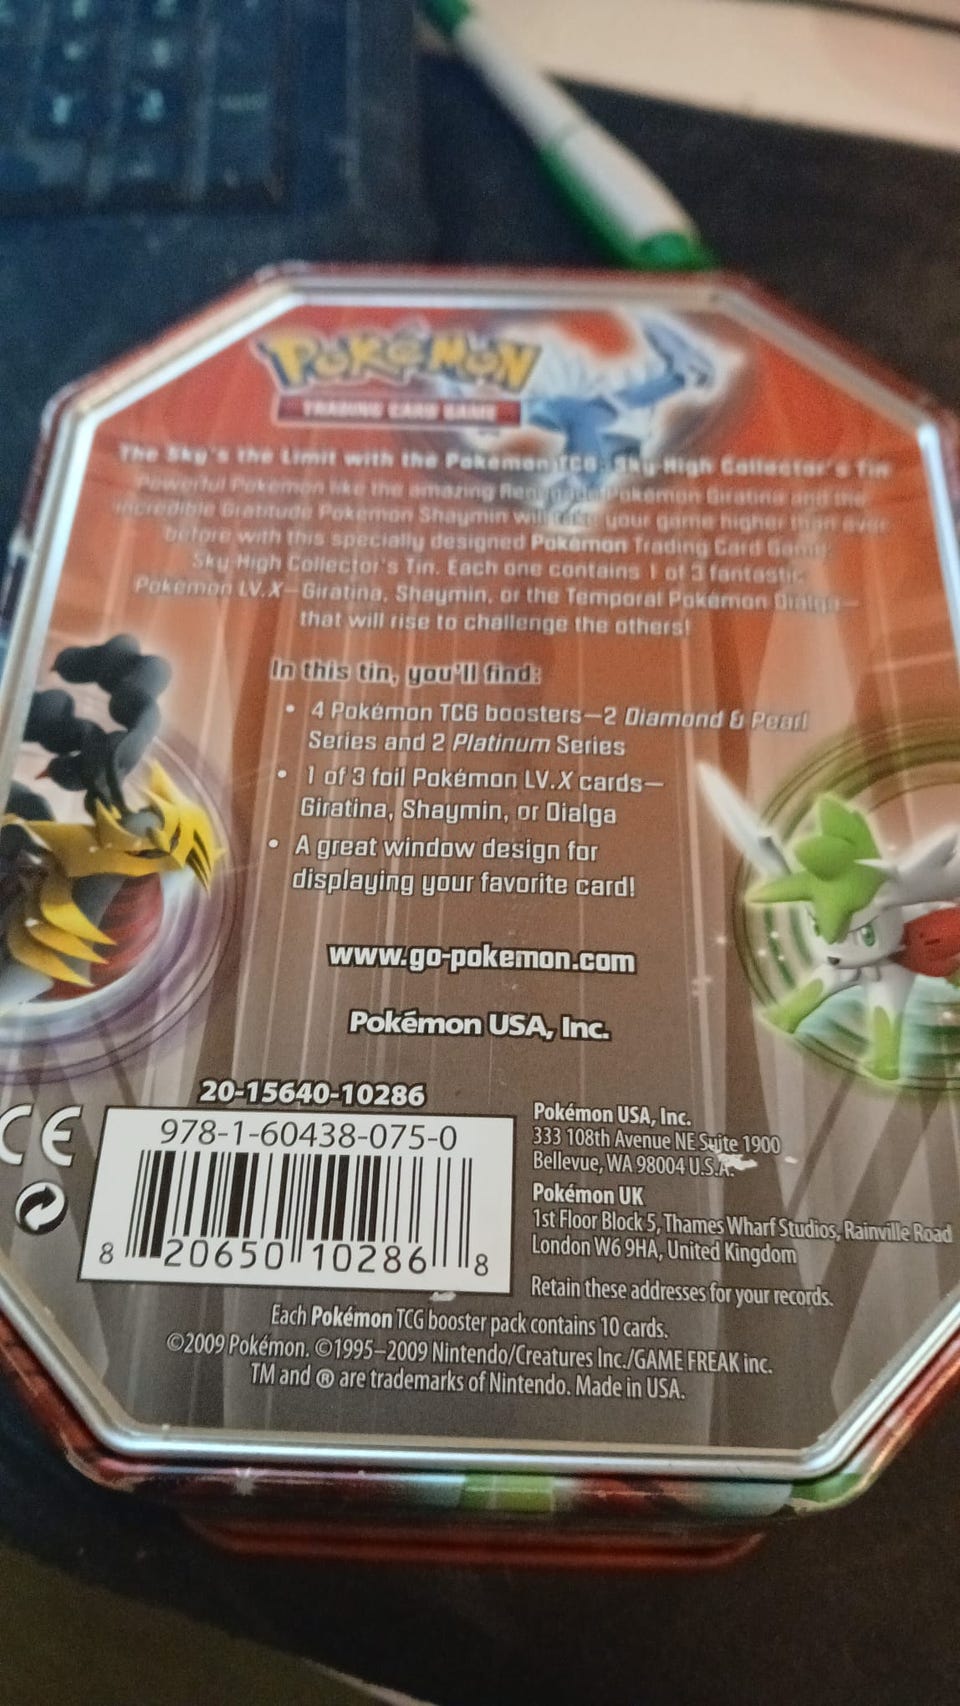 POKéMON
TRADING CARD GAME
The Sky's the Limit with the Pokémon TCG: Sky-High Collector's Tin
Powerful Pokémon like the amazing Renegade Pokémon Giratina and the
incredible Gratitude Pokémon Shaymin will take your game higher than ever
before with this specially designed Pokémon Trading Card Game
Sky-High Collector's Tin. Each one contains 1 of 3 fantastic
Pokémon LV.X—Giratina, Shaymin, or the Temporal Pokémon Dialga—
that will rise to challenge the others!
In this tin, you'll find:
• 4 Pokémon TCG boosters—2 Diamond & Pearl
Series and 2 Platinum Series
• 1 of 3 foil Pokémon LV.X cards—
Giratina, Shaymin, or Dialga
• A great window design for
displaying your favorite card!
www.go-pokemon.com
Pokémon USA, Inc.
20-15640-10286
CE
978-1-60438-075-0
8 20650 10286 8
Pokémon USA, Inc.
333 108th Avenue NE Suite 1900
Bellevue, WA 98004 U.S.A.
Pokémon UK
1st Floor Block 5, Thames Wharf Studios, Rainville Road
London W6 9HA, United Kingdom
Retain these addresses for your records.
Each Pokémon TCG booster pack contains 10 cards.
©2009 Pokémon. ©1995–2009 Nintendo/Creatures Inc./GAME FREAK inc.
TM and ® are trademarks of Nintendo. Made in USA.